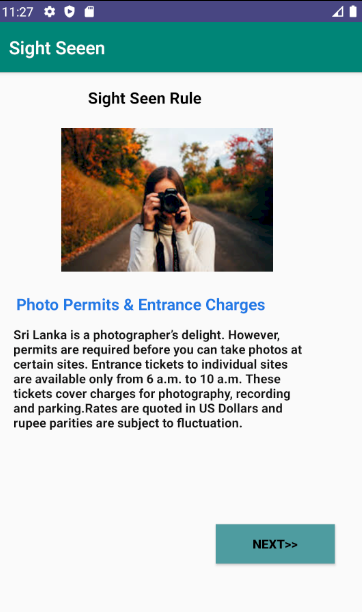 11:27
Sight Seeen
Sight Seen Rule
Photo Permits & Entrance Charges
Sri Lanka is a photographer's delight. However,
permits are required before you can take photos at
certain sites. Entrance tickets to individual sites
are available only from 6 a.m. to 10 a.m. These
tickets cover charges for photography, recording
and parking.Rates are quoted in US Dollars and
rupee parities are subject to fluctuation.
NEXT>>